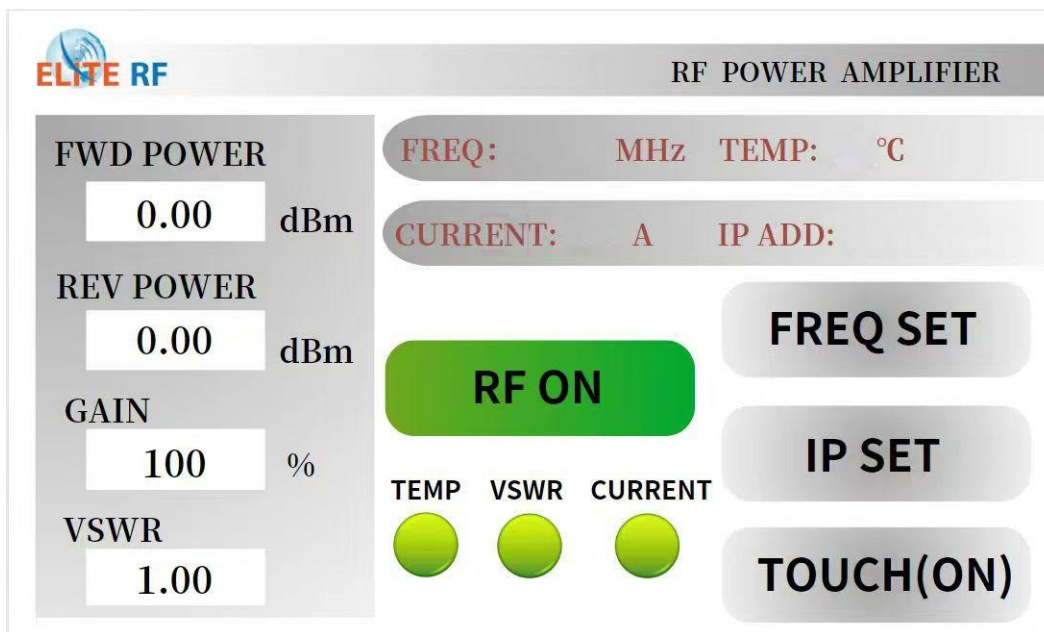 ELITE RF
RF POWER AMPLIFIER
FWD POWER
0.00 dBm
REV POWER
0.00 dBm
GAIN
100 %
VSWR
1.00
FREQ: MHz TEMP: ℃
CURRENT: A IP ADD:
RF ON
TEMP VSWR CURRENT
FREQ SET
IP SET
TOUCH(ON)